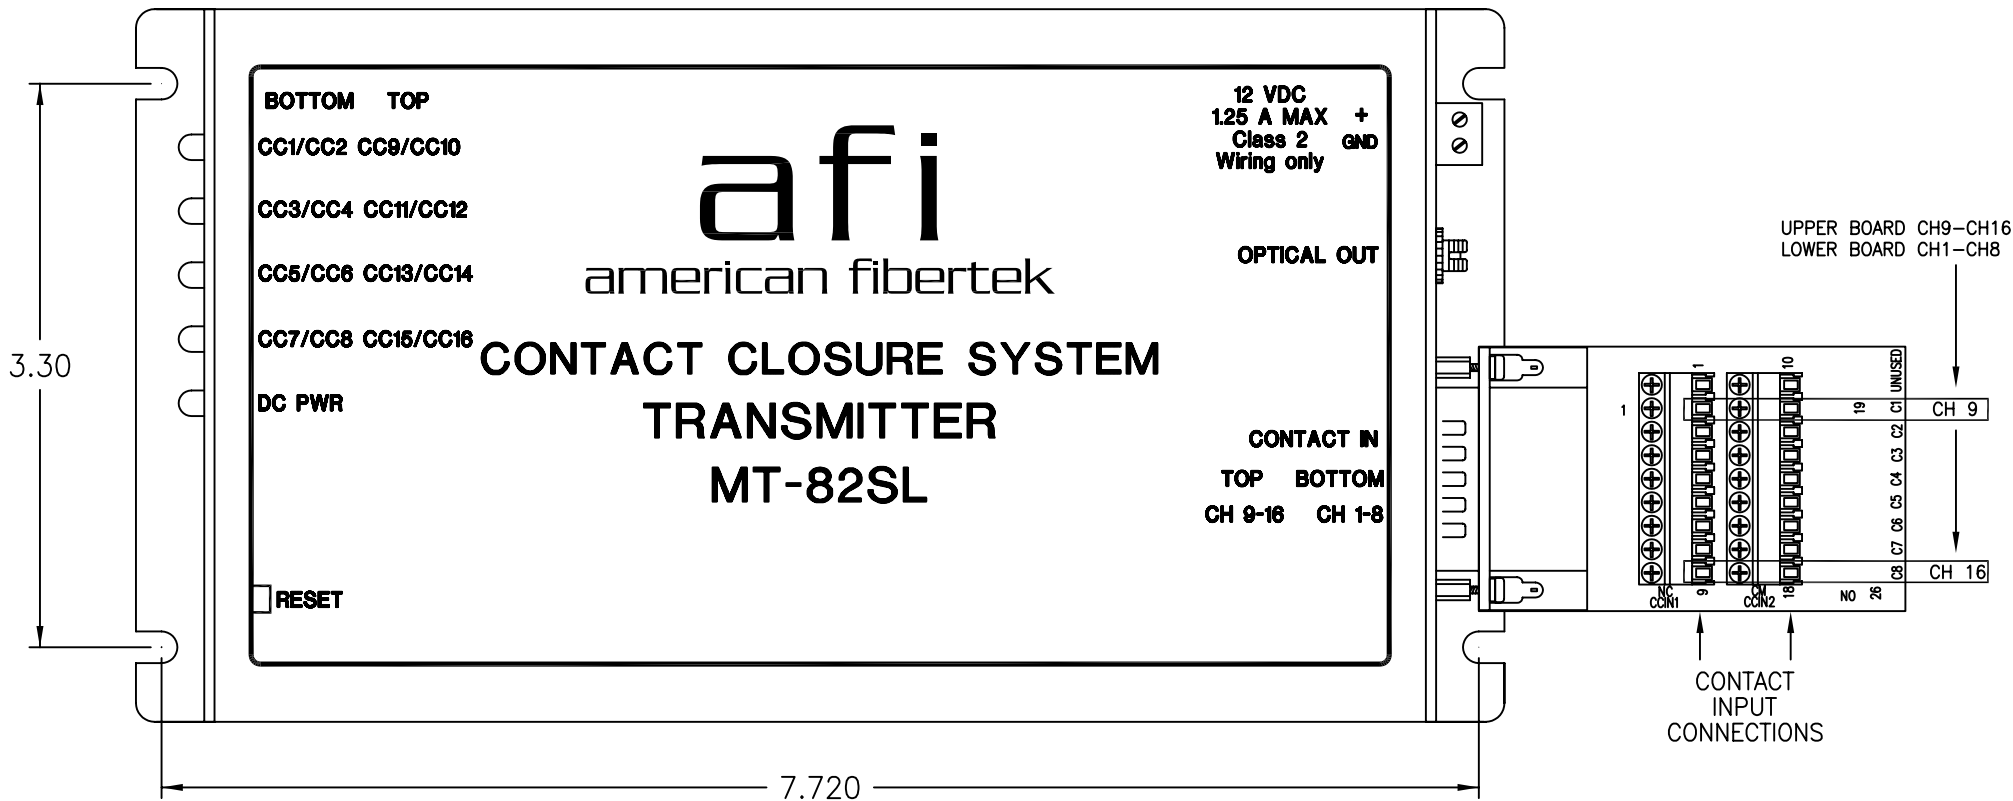 BOTTOM TOP
CC1/CC2 CC9/CC10
CC3/CC4 CC11/CC12
CC5/CC6 CC13/CC14
CC7/CC8 CC15/CC16
DC PWR
RESET
afi
american fibertek
CONTACT CLOSURE SYSTEM
TRANSMITTER
MT-82SL
12 VDC
1.25 A MAX +
Class 2 GND
Wiring only
OPTICAL OUT
CONTACT IN
TOP BOTTOM
CH 9-16 CH 1-8
3.30
7.720
UPPER BOARD CH9-CH16
LOWER BOARD CH1-CH8
1
1
10
UNUSED
19
C1
CH 9
C2
C3
C4
C5
C6
C7
C8
CH 16
NC
CCIN1
9
CM
CCIN2
18
NO
26
CONTACT
INPUT
CONNECTIONS